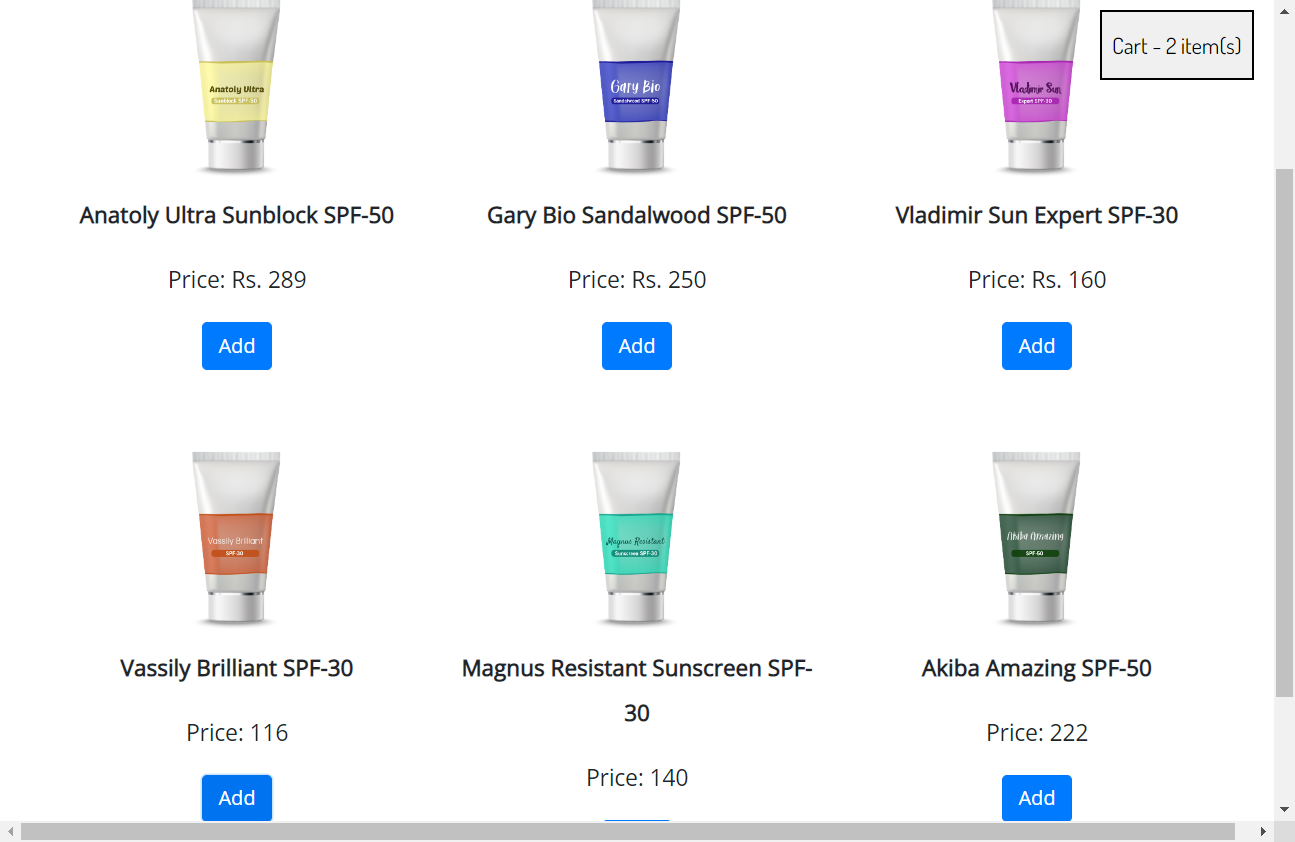 Cart - 2 item(s)
Anatoly Ultra
Sunblock SPF-50
Gary Bio
Sandalwood SPF-50
Vladimir Sun
Expert SPF-30
Anatoly Ultra Sunblock SPF-50
Gary Bio Sandalwood SPF-50
Vladimir Sun Expert SPF-30
Price: Rs. 289
Price: Rs. 250
Price: Rs. 160
Add
Add
Add
Vassily Brilliant
SPF-30
Magnus Resistant
Sunscreen SPF-30
Akiba Amazing
SPF-50
Vassily Brilliant SPF-30
Magnus Resistant Sunscreen SPF-
30
Akiba Amazing SPF-50
Price: 116
Price: 140
Price: 222
Add
Add